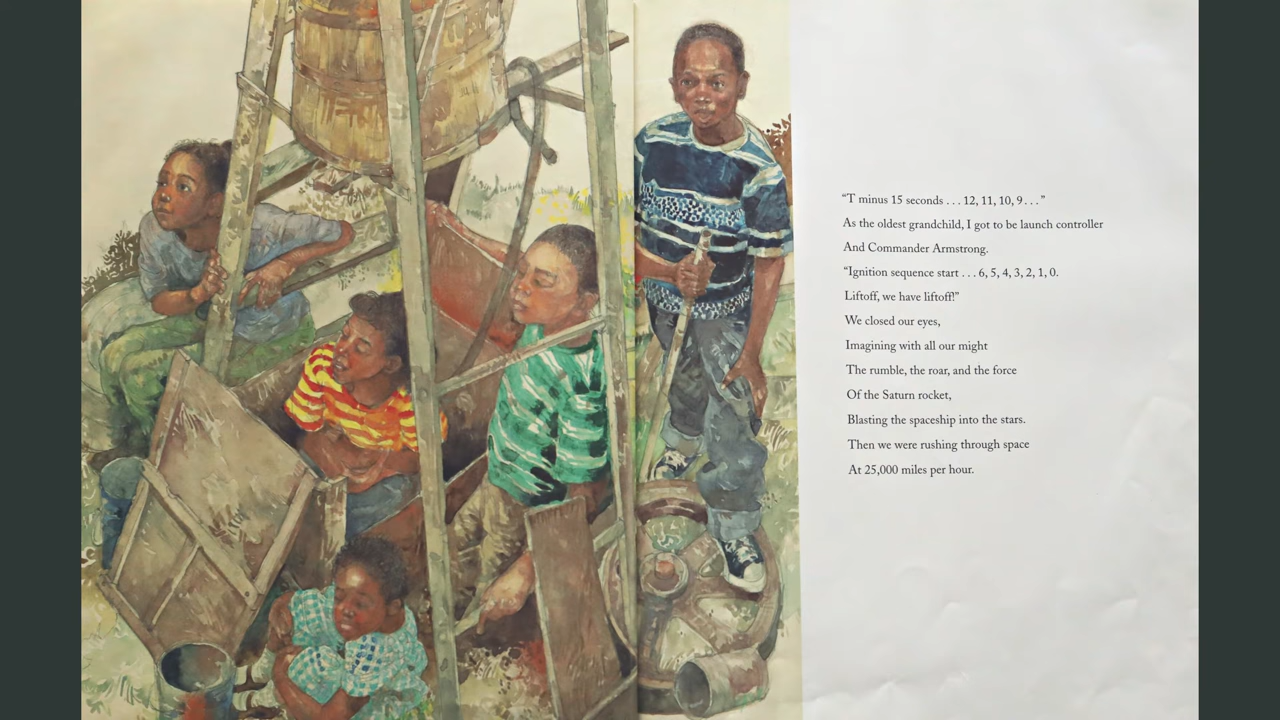 “T minus 15 seconds . . . 12, 11, 10, 9 . . . ”
As the oldest grandchild, I got to be launch controller
And Commander Armstrong.
“Ignition sequence start . . . 6, 5, 4, 3, 2, 1, 0.
Liftoff, we have liftoff!”
We closed our eyes,
Imagining with all our might
The rumble, the roar, and the force
Of the Saturn rocket,
Blasting the spaceship into the stars.
Then we were rushing through space
At 25,000 miles per hour.